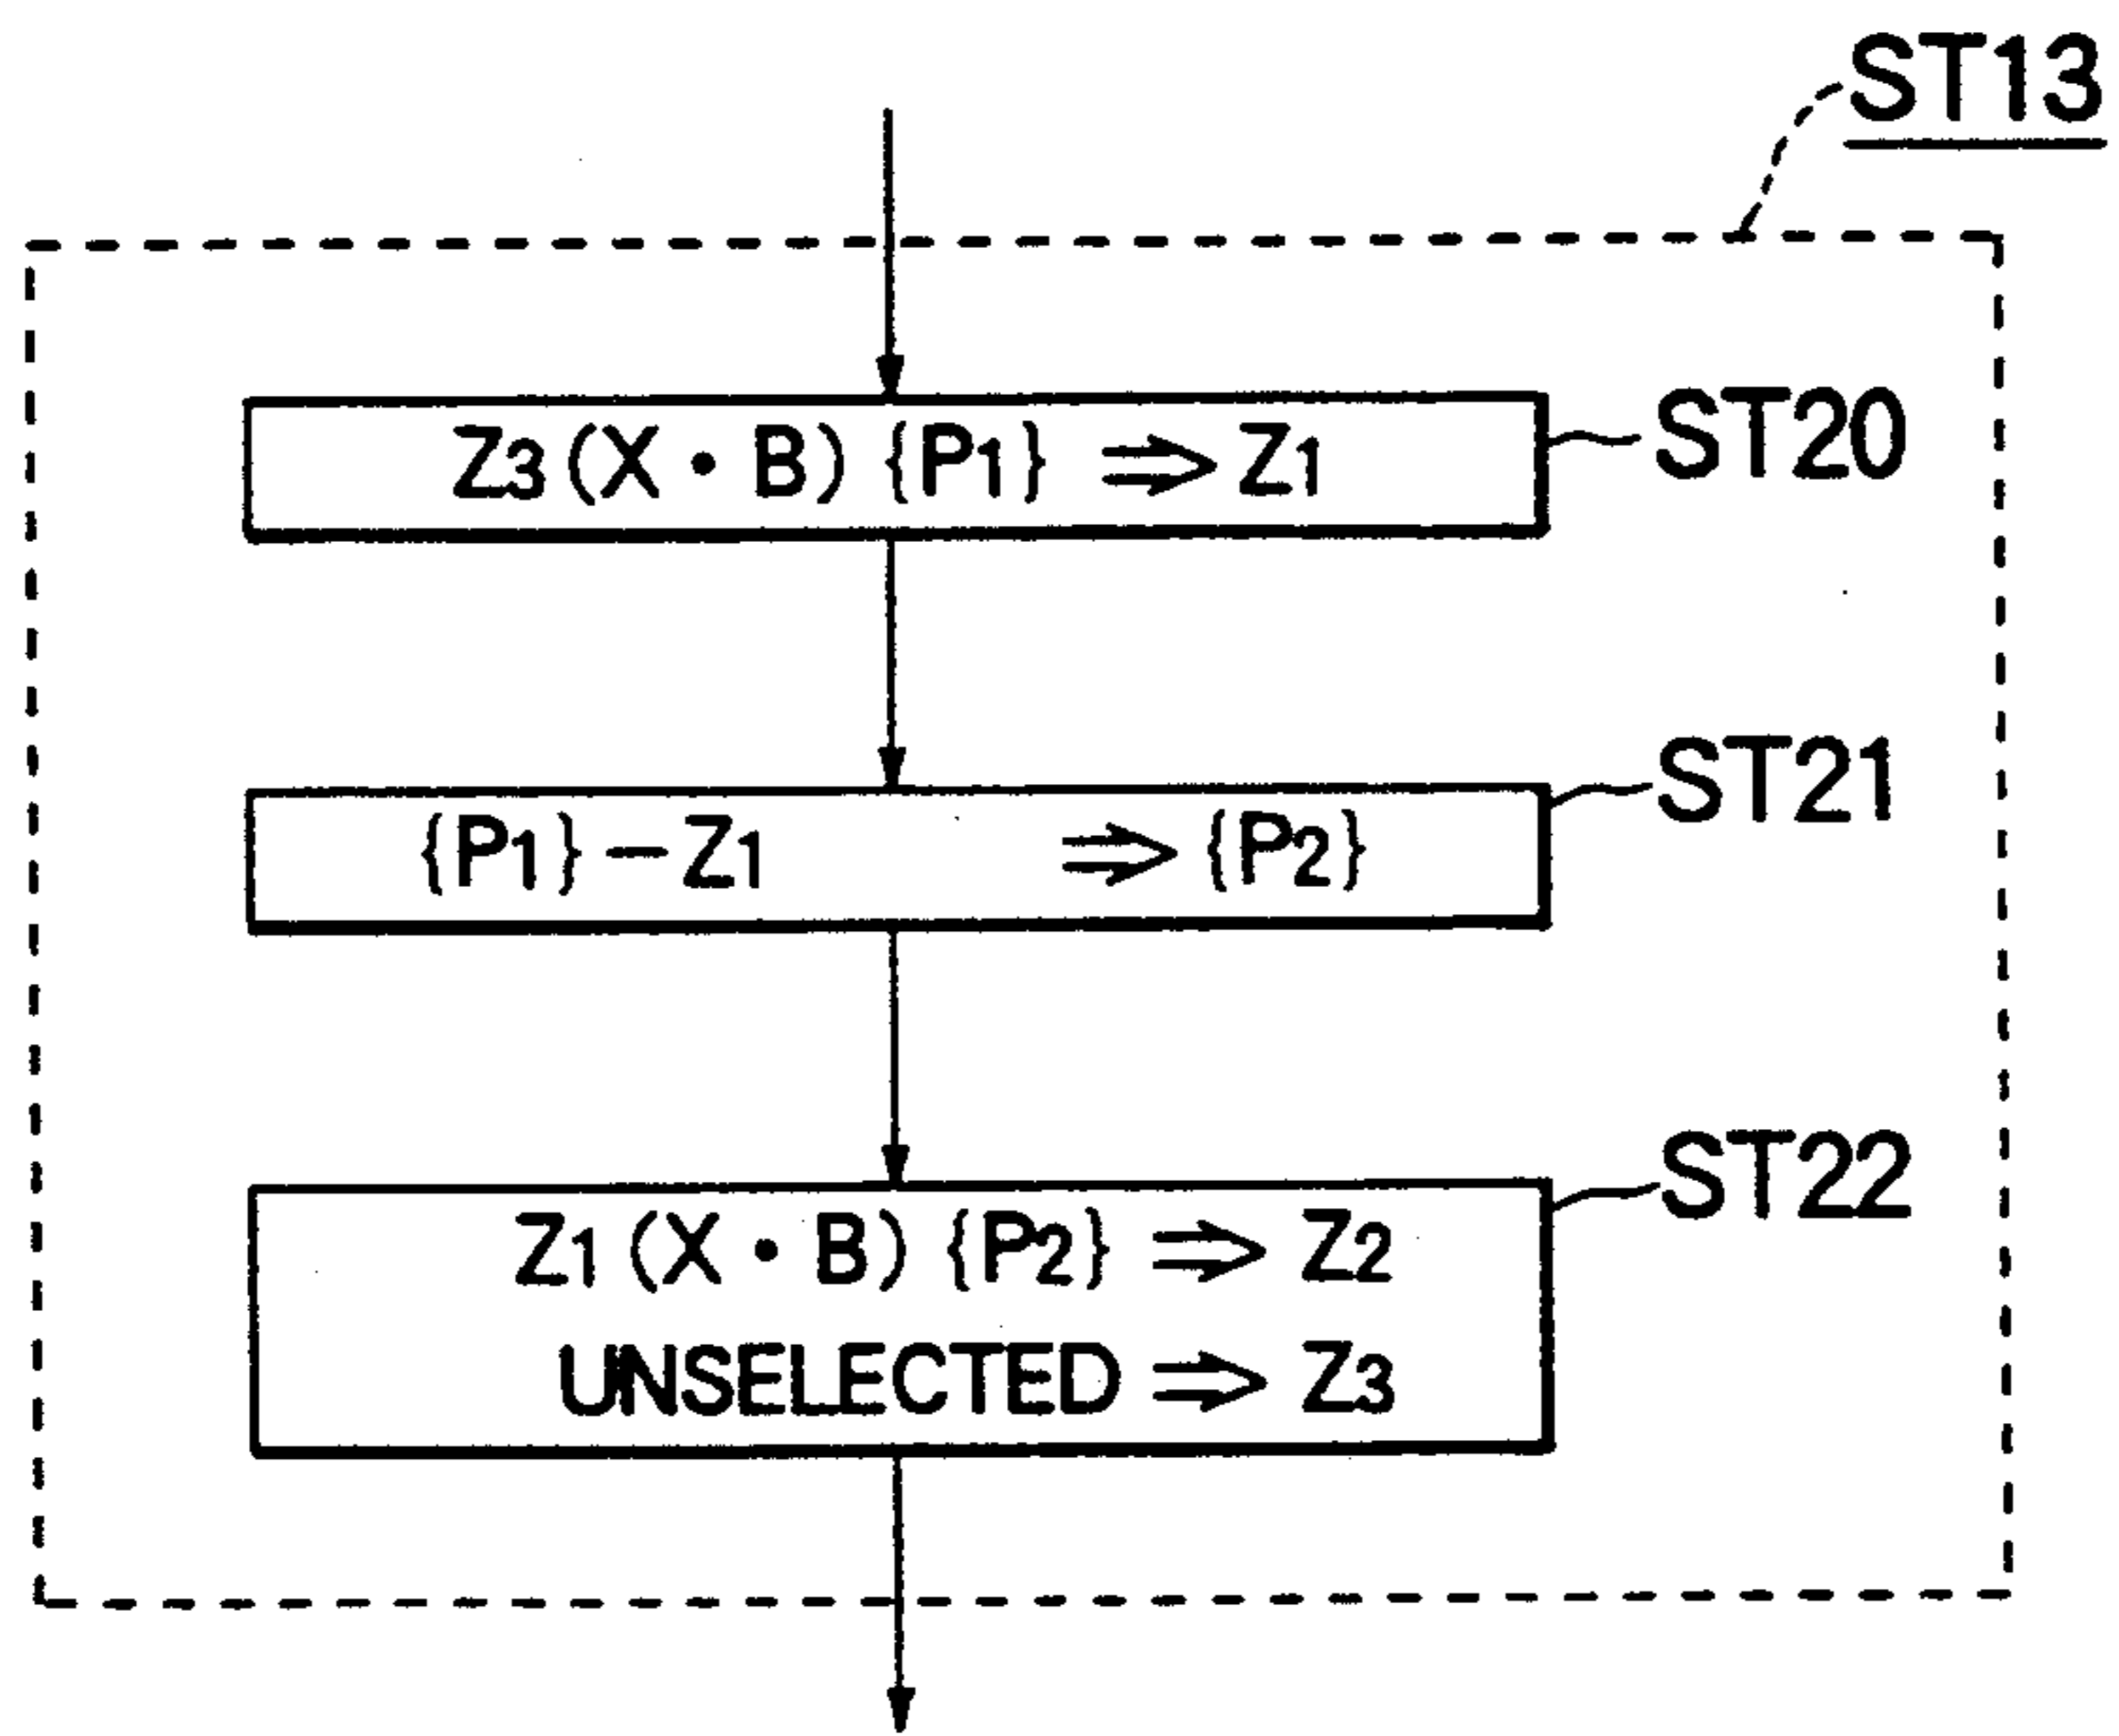 ST13
Z3(X・B){P1} ⇒ Z1
ST20
{P1}−Z1 ⇒ {P2}
ST21
Z1(X・B){P2} ⇒ Z2
UNSELECTED ⇒ Z3
ST22